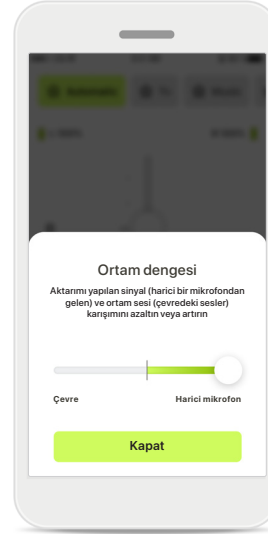 Ortam dengesi
Aktarımı yapılan sinyal (harici bir mikrofondan
gelen) ve ortam sesi (çevredeki sesler)
karışımını azaltın veya artırın
Çevre Harici mikrofon
Kapat